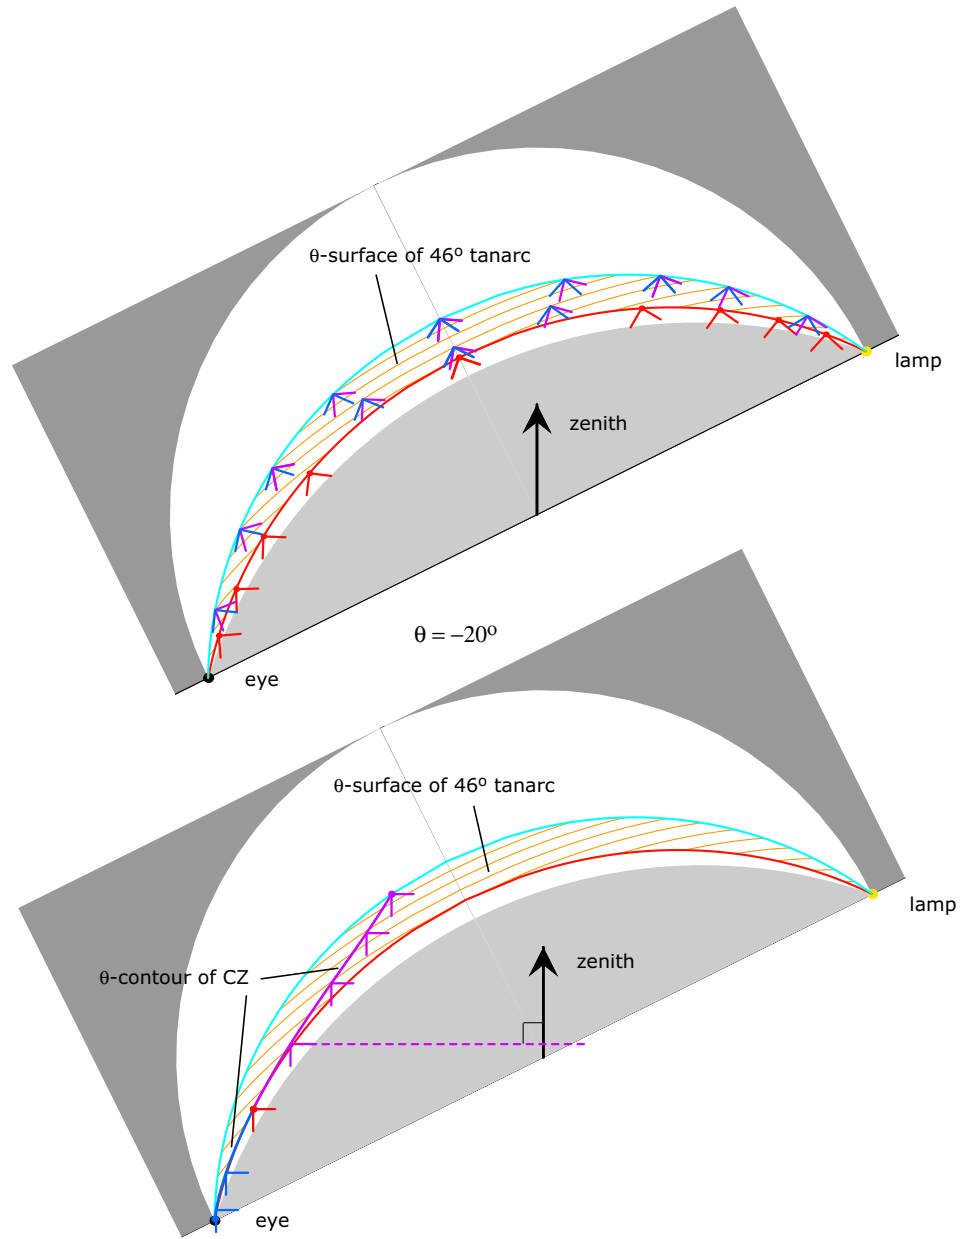 θ-surface of 46º tanarc
lamp
zenith
θ = –20º
eye
θ-surface of 46º tanarc
lamp
zenith
θ-contour of CZ
eye